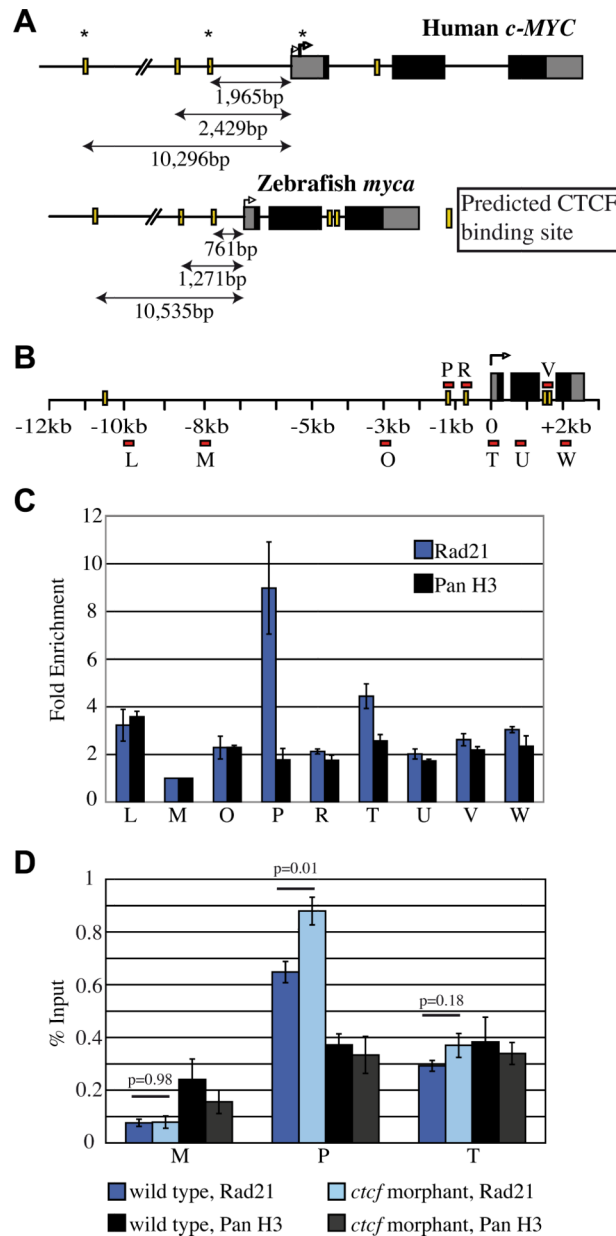 A
Human c-MYC
* * *
1,965bp
2,429bp
10,296bp
Zebrafish myca
761bp
1,271bp
10,535bp
Predicted CTCF
binding site
B
P R V
-12kb -10kb -8kb -5kb -3kb -1kb 0 +2kb
L M O T U W
C
Fold Enrichment
12
10
8
6
4
2
0
Rad21
Pan H3
L M O P R T U V W
D
% Input
1
0.8
0.6
0.4
0.2
0
p=0.01
p=0.18
p=0.98
M P T
wild type, Rad21 ctcf morphant, Rad21
wild type, Pan H3 ctcf morphant, Pan H3